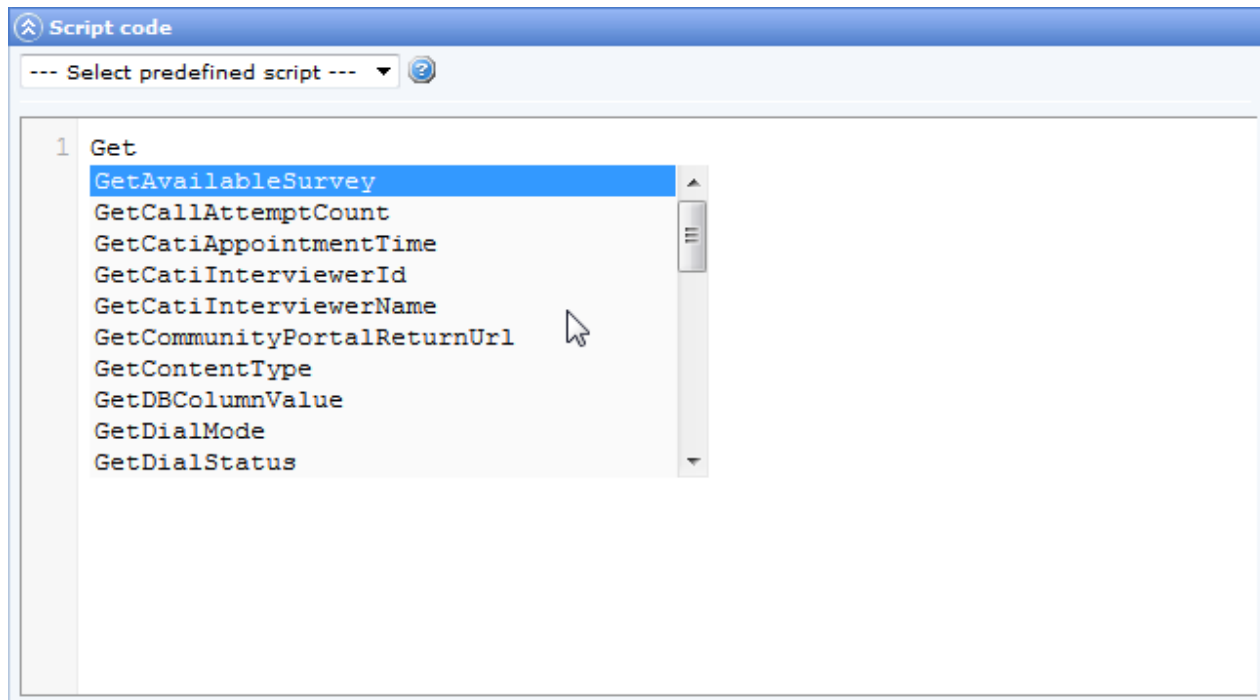 Script code
--- Select predefined script ---
1 Get
GetAvailableSurvey
GetCallAttemptCount
GetCatiAppointmentTime
GetCatiInterviewerId
GetCatiInterviewerName
GetCommunityPortalReturnUrl
GetContentType
GetDBColumnValue
GetDialMode
GetDialStatus